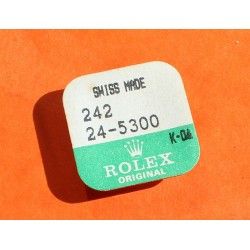 SWISS MADE
242
24-5300
K-04
ROLEX
ORIGINAL